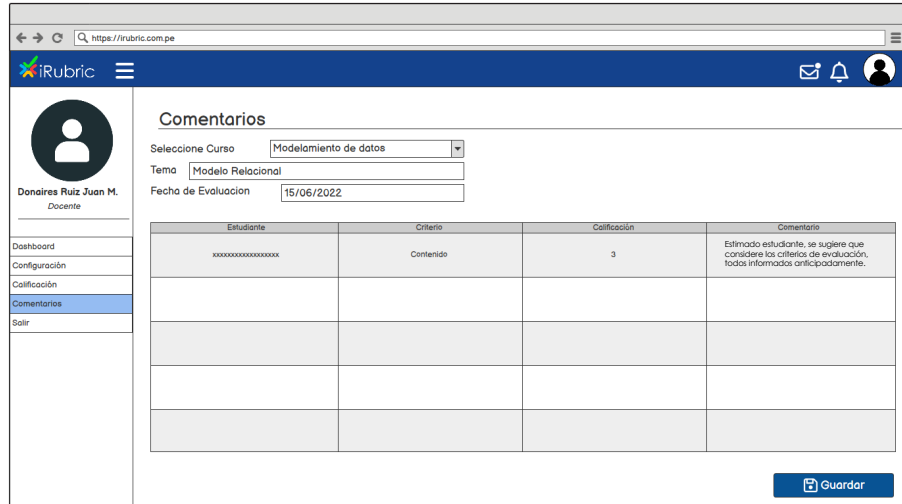 https://irubric.com.pe
iRubric
Donaires Ruiz Juan M.
Docente
Dashboard
Configuración
Calificación
Comentarios
Salir
Comentarios
Seleccione Curso Modelamiento de datos
Tema Modelo Relacional
Fecha de Evaluacion 15/06/2022
Estudiante Criterio Calificación Comentario
xxxxxxxxxxxxxxxxxx Contenido 3 Estimado estudiante, se sugiere que
considere los criterios de evaluación,
todos informados anticipadamente.
Guardar